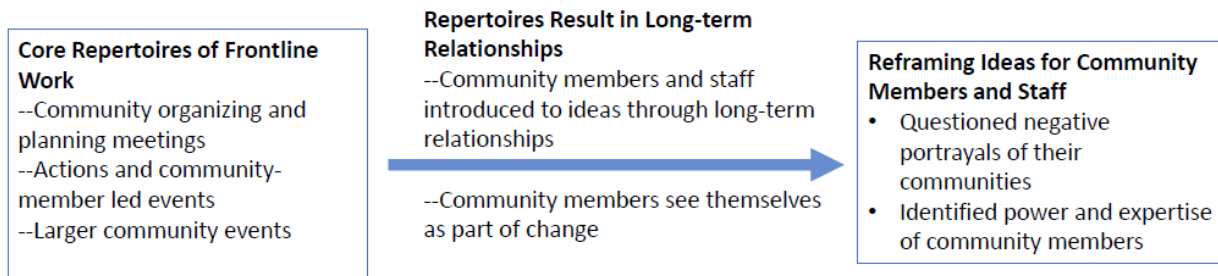 Core Repertoires of Frontline
Work
--Community organizing and
planning meetings
--Actions and community-
member led events
--Larger community events
Repertoires Result in Long-term
Relationships
--Community members and staff
introduced to ideas through long-term
relationships
--Community members see themselves
as part of change
Reframing Ideas for Community
Members and Staff
• Questioned negative
portrayals of their
communities
• Identified power and expertise
of community members